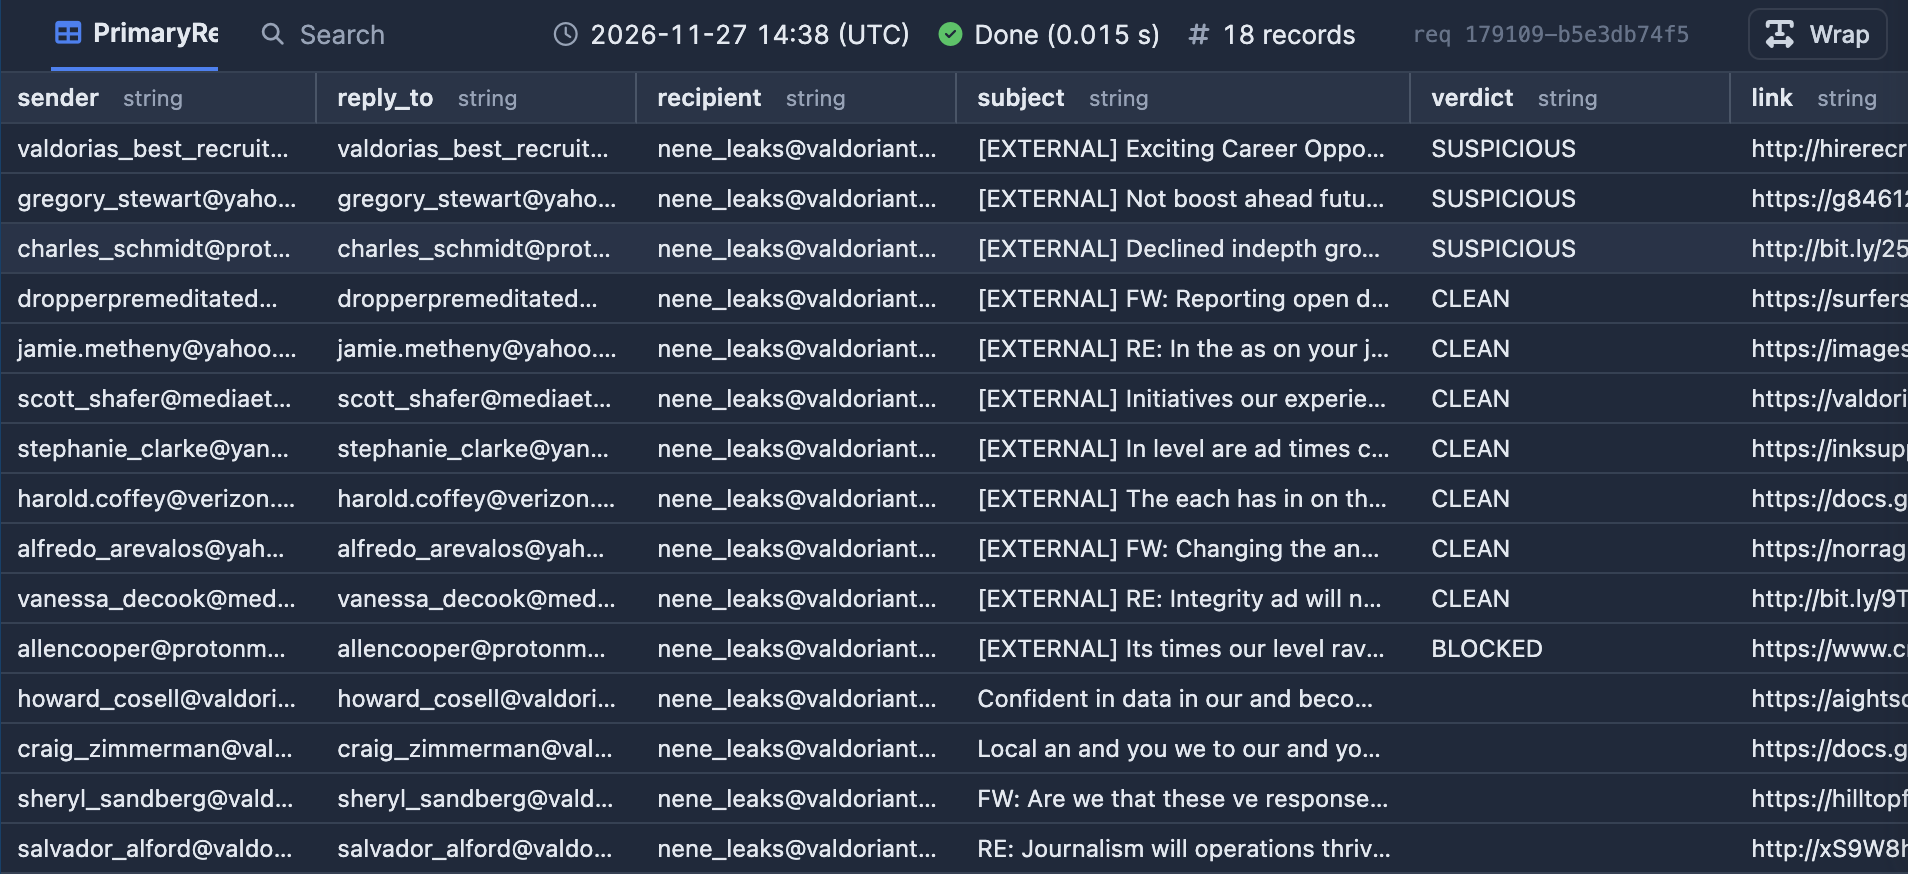 PrimaryRe Search 2026-11-27 14:38 (UTC) Done (0.015 s) # 18 records req 179109-b5e3db74f5 Wrap
sender string reply_to string recipient string subject string verdict string link string
valdorias_best_recruit... valdorias_best_recruit... nene_leaks@valdoriant... [EXTERNAL] Exciting Career Oppo... SUSPICIOUS http://hirerecr
gregory_stewart@yaho... gregory_stewart@yaho... nene_leaks@valdoriant... [EXTERNAL] Not boost ahead futu... SUSPICIOUS https://g84612
charles_schmidt@prot... charles_schmidt@prot... nene_leaks@valdoriant... [EXTERNAL] Declined indepth gro... SUSPICIOUS http://bit.ly/25
dropperpremeditated... dropperpremeditated... nene_leaks@valdoriant... [EXTERNAL] FW: Reporting open d... CLEAN https://surfers
jamie.metheny@yahoo.... jamie.metheny@yahoo.... nene_leaks@valdoriant... [EXTERNAL] RE: In the as on your j... CLEAN https://images
scott_shafer@mediaet... scott_shafer@mediaet... nene_leaks@valdoriant... [EXTERNAL] Initiatives our experie... CLEAN https://valdori
stephanie_clarke@yan... stephanie_clarke@yan... nene_leaks@valdoriant... [EXTERNAL] In level are ad times c... CLEAN https://inksupp
harold.coffey@verizon.... harold.coffey@verizon.... nene_leaks@valdoriant... [EXTERNAL] The each has in on th... CLEAN https://docs.g
alfredo_arevalos@yah... alfredo_arevalos@yah... nene_leaks@valdoriant... [EXTERNAL] FW: Changing the an... CLEAN https://norrag
vanessa_decook@med... vanessa_decook@med... nene_leaks@valdoriant... [EXTERNAL] RE: Integrity ad will n... CLEAN http://bit.ly/9T
allencooper@protonm... allencooper@protonm... nene_leaks@valdoriant... [EXTERNAL] Its times our level rav... BLOCKED https://www.c
howard_cosell@valdori... howard_cosell@valdori... nene_leaks@valdoriant... Confident in data in our and beco... https://aightsc
craig_zimmerman@val... craig_zimmerman@val... nene_leaks@valdoriant... Local an and you we to our and yo... https://docs.g
sheryl_sandberg@vald... sheryl_sandberg@vald... nene_leaks@valdoriant... FW: Are we that these ve response... https://hilltopf
salvador_alford@valdo... salvador_alford@valdo... nene_leaks@valdoriant... RE: Journalism will operations thriv... http://xS9W8h